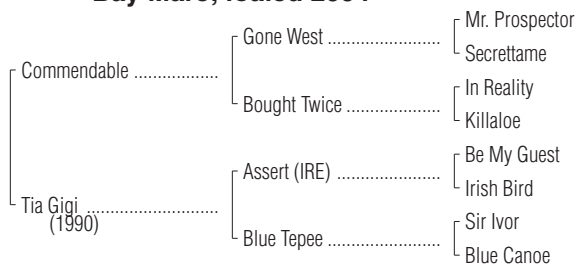 Bay Mare, foaled 2004
Mr. Prospector
Gone West ........................
Secrettame
Commendable ..................
In Reality
Bought Twice ......................
Killaloe
Be My Guest
Assert (IRE) ......................
Irish Bird
Tia Gigi ............................
(1990)
Sir Ivor
Blue Tepee ........................
Blue Canoe